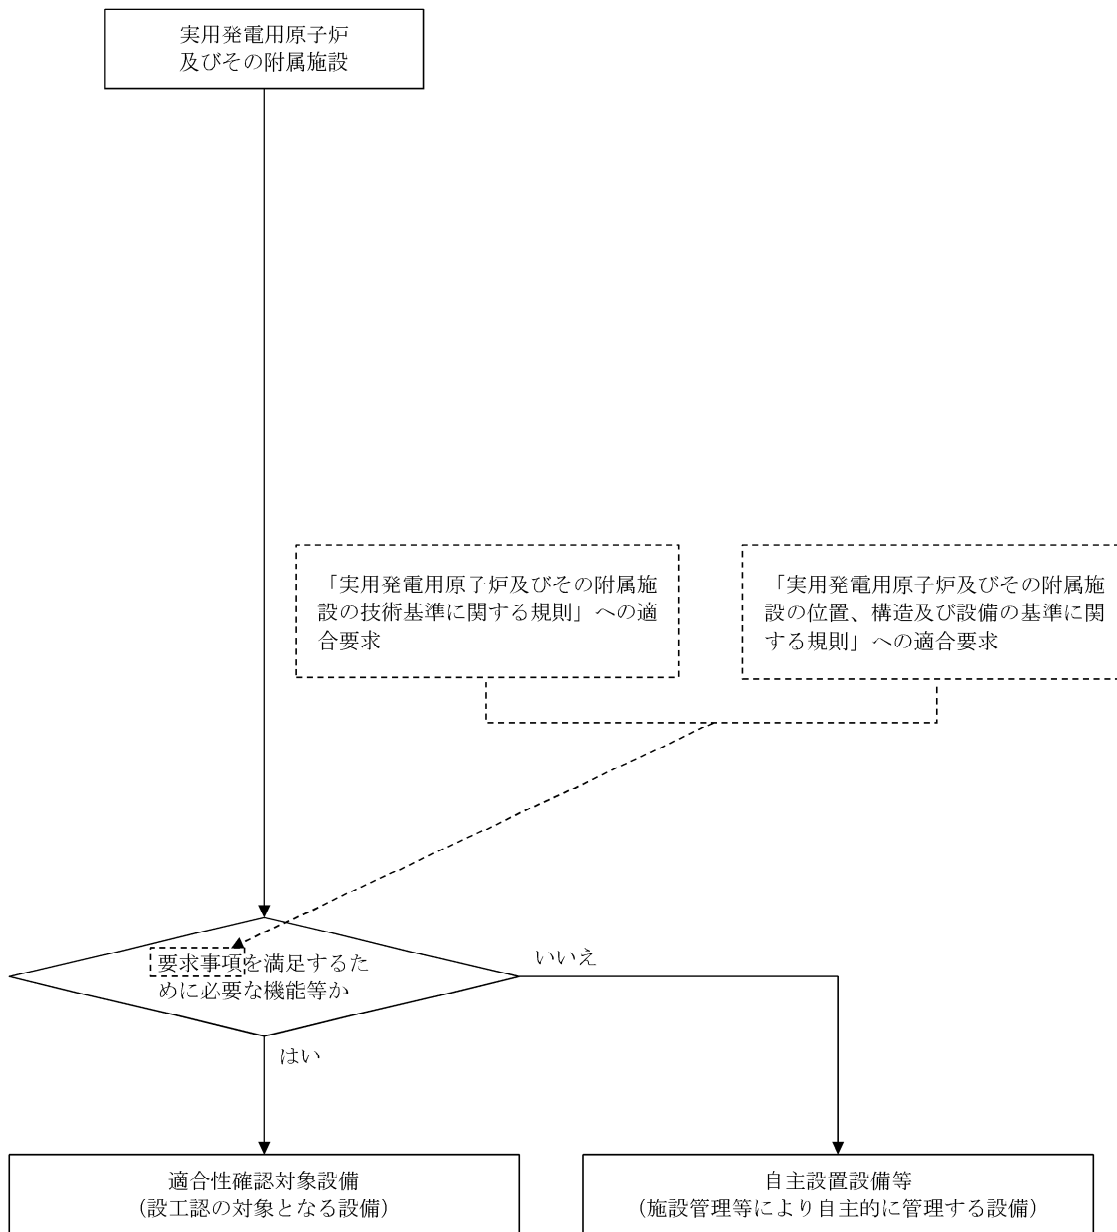 実用発電用原子炉
及びその附属施設
「実用発電用原子炉及びその附属施
設の技術基準に関する規則」への適
合要求
「実用発電用原子炉及びその附属施
設の位置、構造及び設備の基準に関
する規則」への適合要求
要求事項を満足するた
めに必要な機能等か
いいえ
はい
適合性確認対象設備
(設工認の対象となる設備)
自主設置設備等
(施設管理等により自主的に管理する設備)